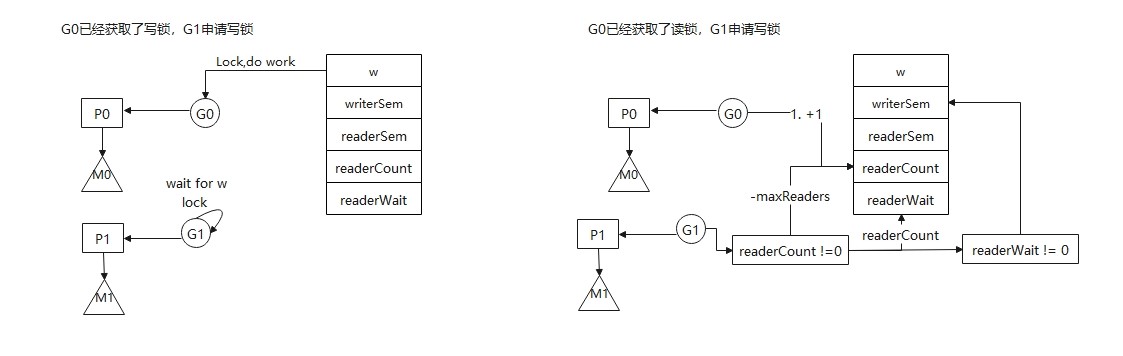 G0已经获取了写锁，G1申请写锁
Lock,do work
w
writerSem
readerSem
readerCount
readerWait
P0
G0
M0
wait for w
lock
P1
G1
M1
G0已经获取了读锁，G1申请写锁
w
writerSem
readerSem
readerCount
readerWait
P0
G0
1. +1
M0
-maxReaders
P1
G1
readerCount
readerCount !=0
readerWait != 0
M1